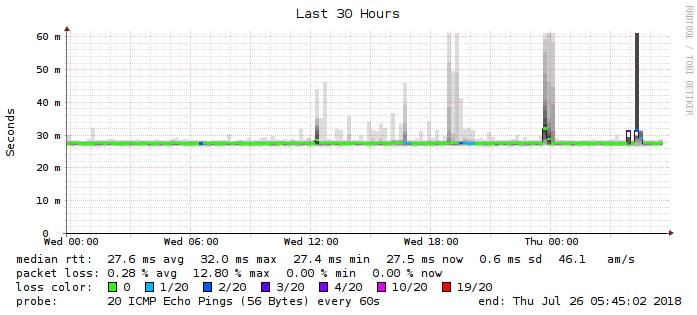 Last 30 Hours
RRDTOOL / TOBI OETIKER
Seconds
60 m
50 m
40 m
30 m
20 m
10 m
0
Wed 00:00 Wed 06:00 Wed 12:00 Wed 18:00 Thu 00:00
median rtt: 27.6 ms avg 32.0 ms max 27.4 ms min 27.5 ms now 0.6 ms sd 46.1 am/s
packet loss: 0.28 % avg 12.80 % max 0.00 % min 0.00 % now
loss color: 0 1/20 2/20 3/20 4/20 10/20 19/20
probe: 20 ICMP Echo Pings (56 Bytes) every 60s end: Thu Jul 26 05:45:02 2018